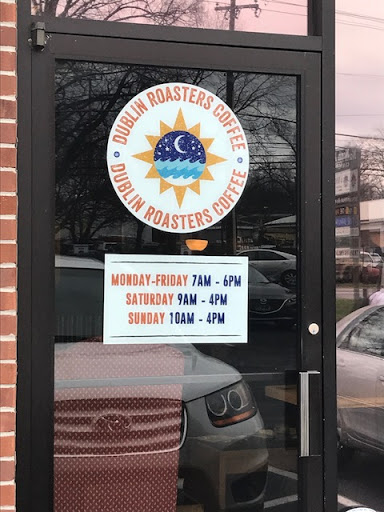 DUBLIN ROASTERS COFFEE
DUBLIN ROASTERS COFFEE
MONDAY-FRIDAY 7AM - 6PM
SATURDAY 9AM - 4PM
SUNDAY 10AM - 4PM